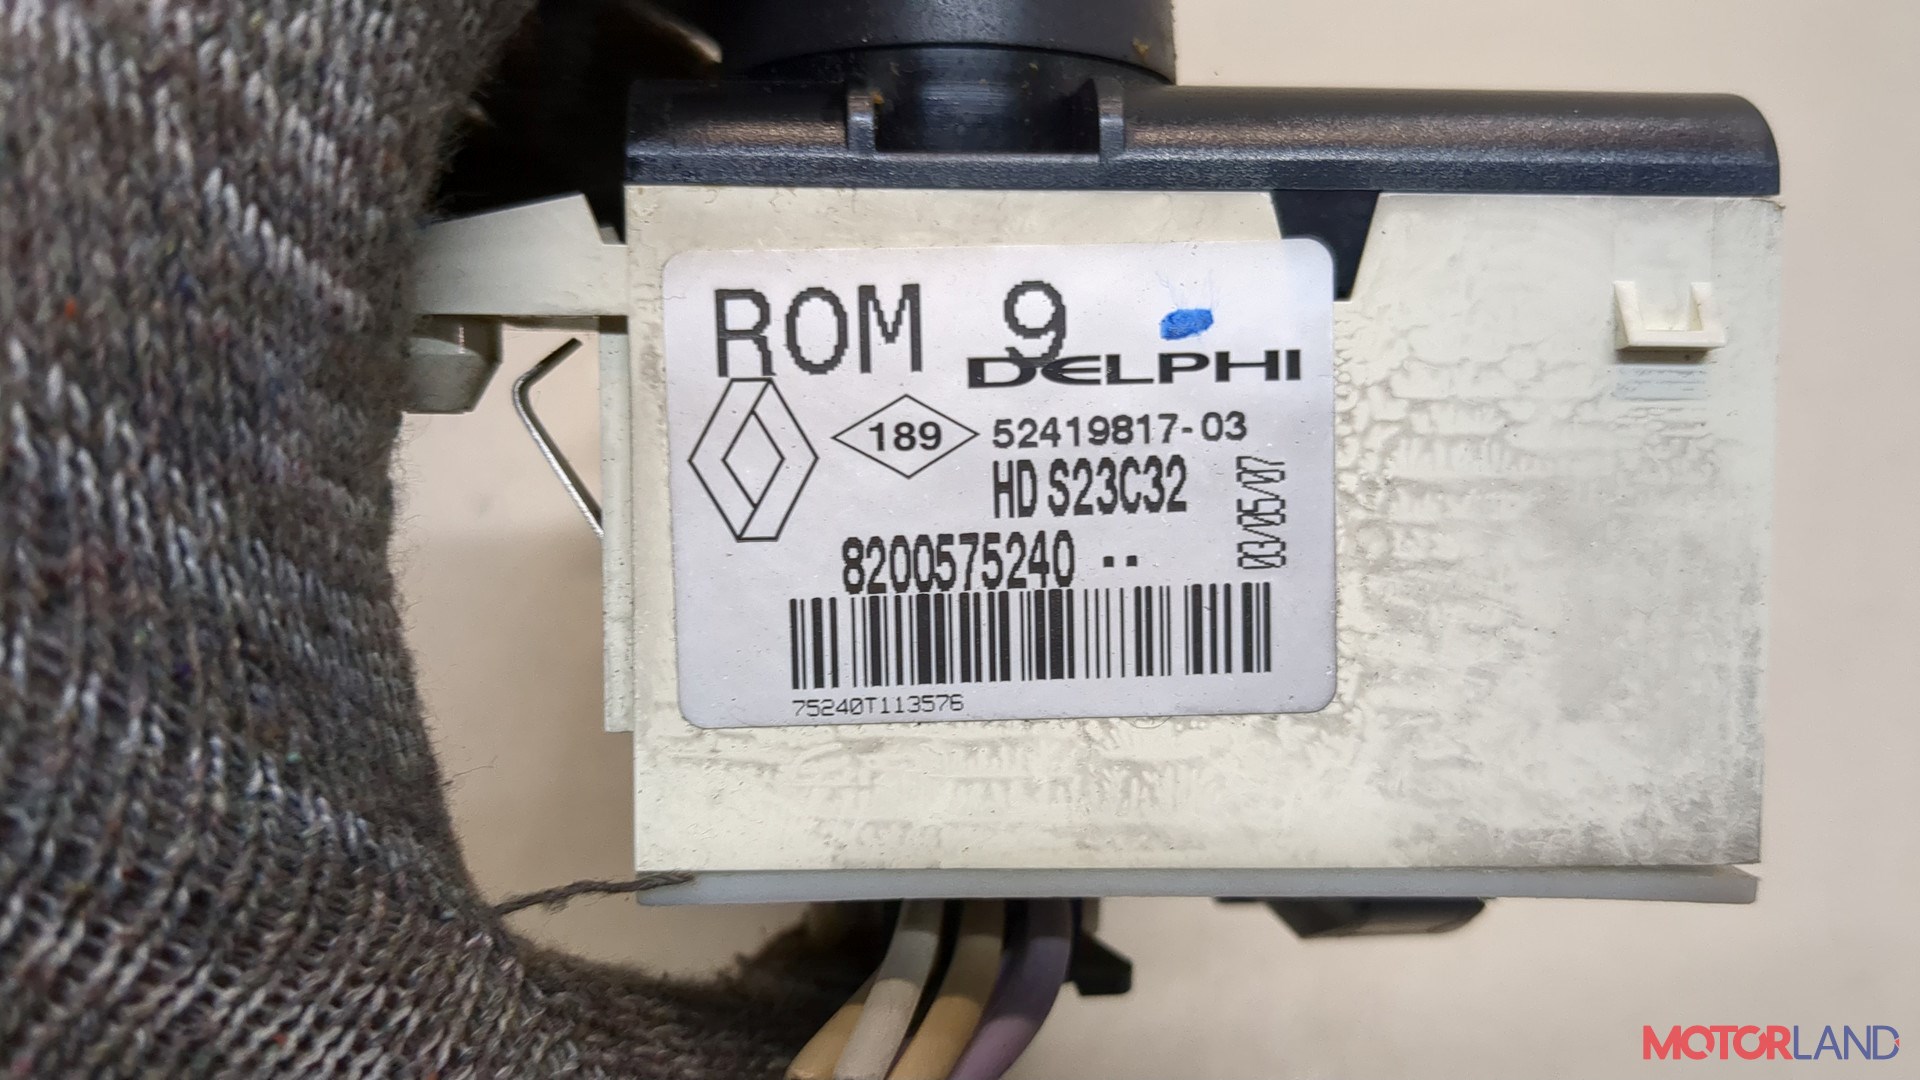 ROM 9
DELPHI
189
52419817-03
HD S23C32
03/05/07
8200575240 --
75240T113576
MOTORLAND